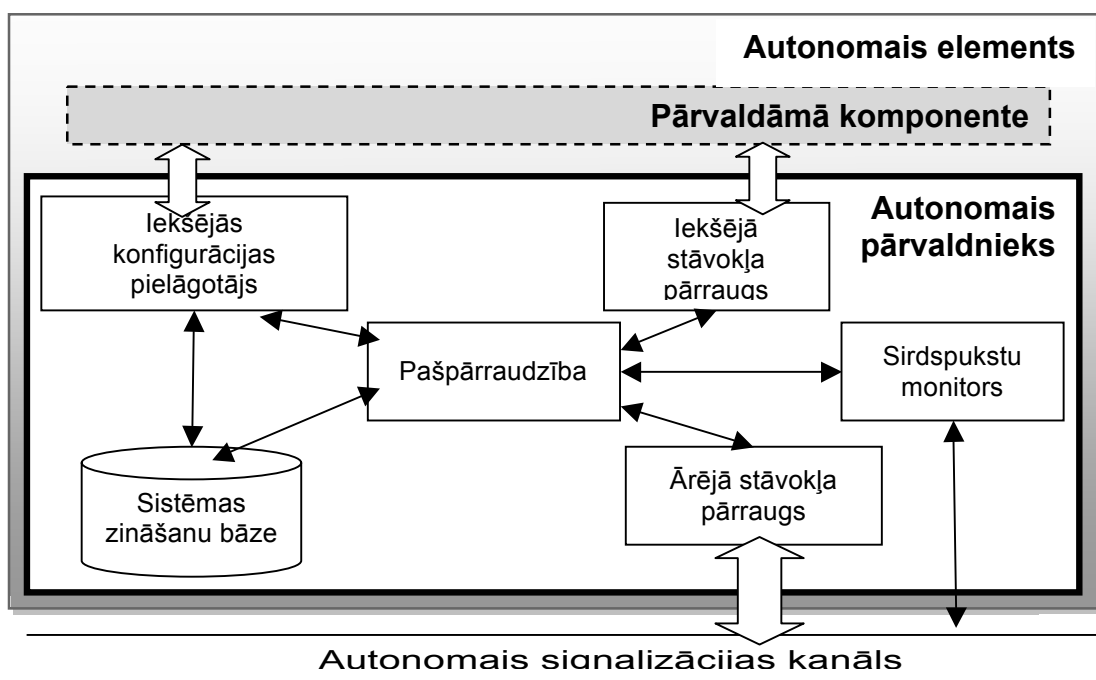 Autonomais elements
Pārvaldāmā komponente
Autonomais
pārvaldnieks
Iekšējās
konfigurācijas
pielāgotājs
Iekšējā
stāvokļa
pārraugs
Pašpārraudzība
Sirdspukstu
monitors
Sistēmas
zināšanu bāze
Ārējā stāvokļa
pārraugs
Autonomais signalizācijas kanāls